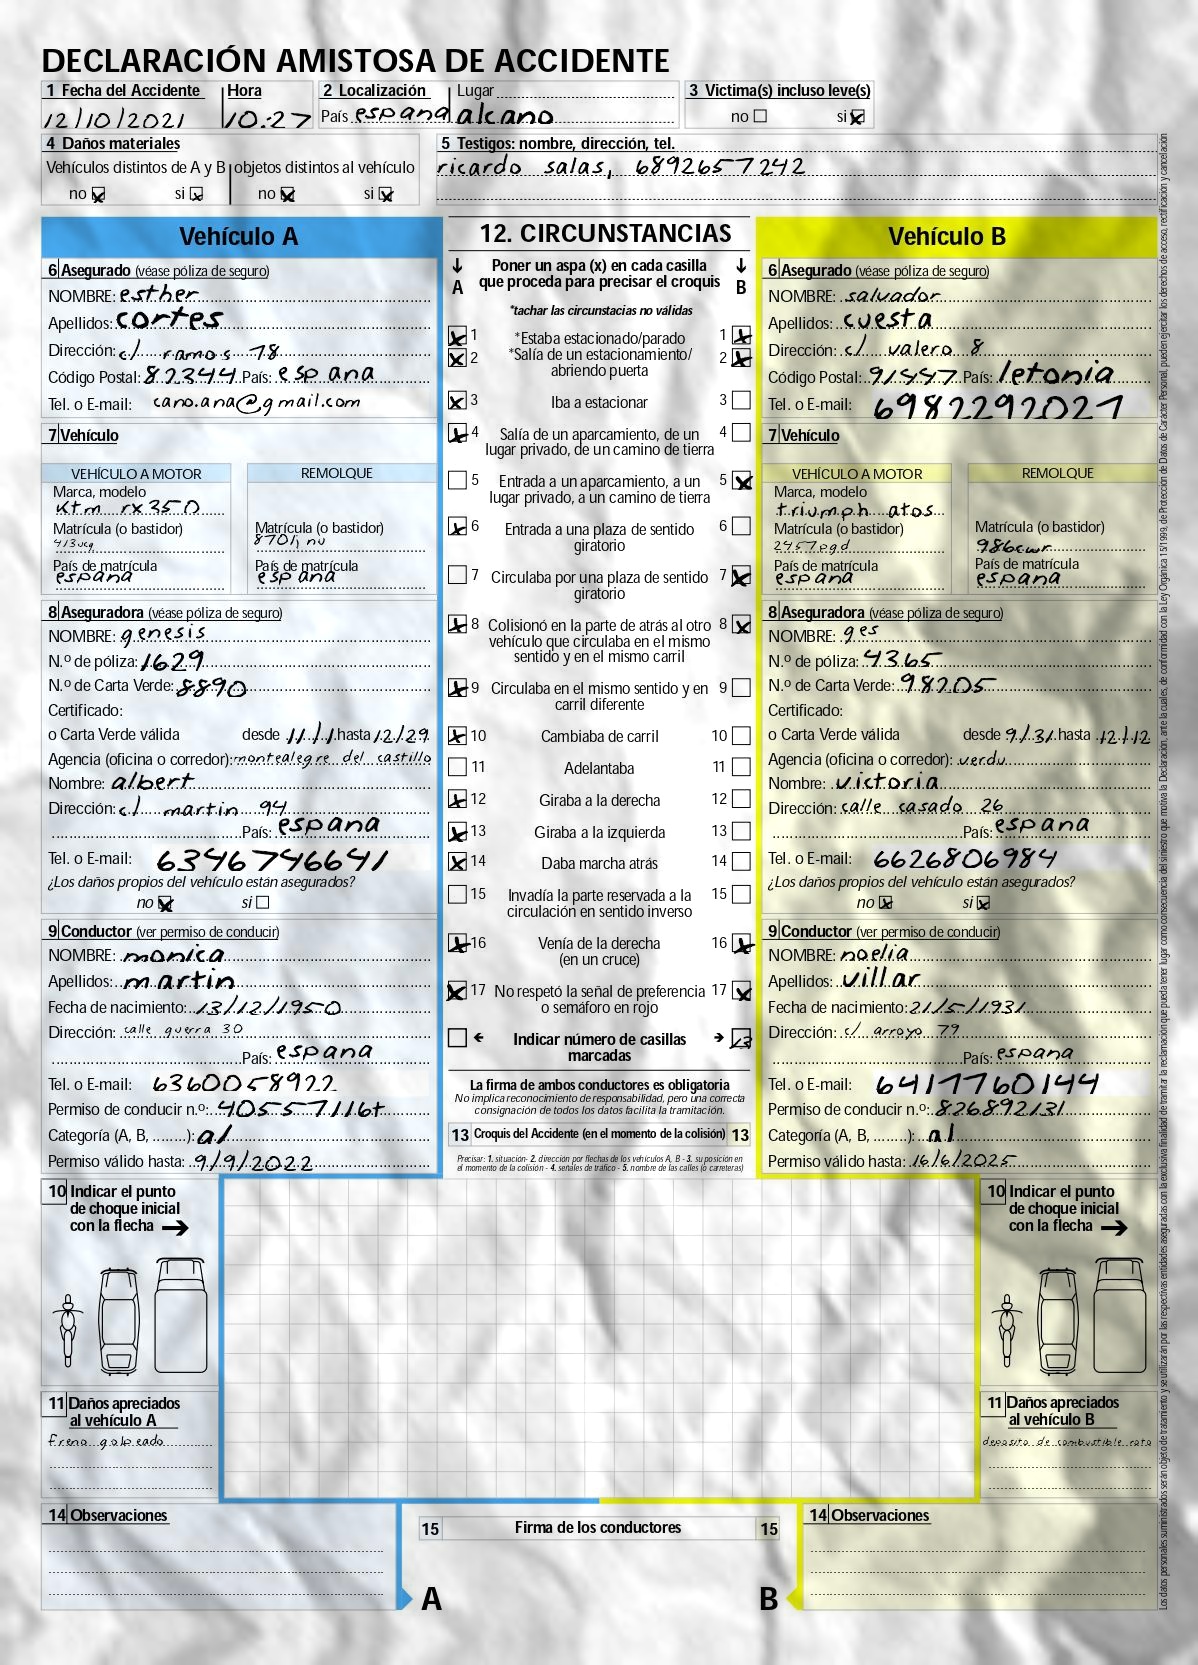 DECLARACIÓN AMISTOSA DE ACCIDENTE
1 Fecha del Accidente Hora
12/10/2021 10:27
2 Localización Lugar
País espana alcano
3 Victima(s) incluso leve(s)
no si
4 Daños materiales
Vehículos distintos de A y B objetos distintos al vehículo
no si no si
5 Testigos: nombre, dirección, tel.
ricardo salas, 6892657242
Vehículo A
6 Asegurado (véase póliza de seguro)
NOMBRE: esther
Apellidos: cortes
Dirección: c/ ramos 78
Código Postal: 82344 País: espana
Tel. o E-mail: cano.ana@gmail.com
7 Vehículo
VEHÍCULO A MOTOR REMOLQUE
Marca, modelo
ktm rx350
Matrícula (o bastidor) Matrícula (o bastidor)
413ucq 8701jnu
País de matrícula País de matrícula
espana espana
8 Aseguradora (véase póliza de seguro)
NOMBRE: genesis
N.º de póliza: 1629
N.º de Carta Verde: 8890
Certificado:
o Carta Verde válida desde 11/1 hasta 12/29
Agencia (oficina o corredor): montealegre del castillo
Nombre: albert
Dirección: c/ martin 94
País: espana
Tel. o E-mail: 6346746641
¿Los daños propios del vehículo están asegurados?
no si
9 Conductor (ver permiso de conducir)
NOMBRE: monica
Apellidos: martin
Fecha de nacimiento: 13/12/1950
Dirección: calle guerra 30
País: espana
Tel. o E-mail: 6360058922
Permiso de conducir n.º: 40557116t
Categoría (A, B, ........): a1
Permiso válido hasta: 9/9/2022
12. CIRCUNSTANCIAS
Poner un aspa (x) en cada casilla
A que proceda para precisar el croquis B
*tachar las circunstacias no válidas
1 *Estaba estacionado/parado 1
2 *Salía de un estacionamiento/ 2
abriendo puerta
3 Iba a estacionar 3
4 Salía de un aparcamiento, de un 4
lugar privado, de un camino de tierra
5 Entrada a un aparcamiento, a un 5
lugar privado, a un camino de tierra
6 Entrada a una plaza de sentido 6
giratorio
7 Circulaba por una plaza de sentido 7
giratorio
8 Colisionó en la parte de atrás al otro 8
vehículo que circulaba en el mismo
sentido y en el mismo carril
9 Circulaba en el mismo sentido y en 9
carril diferente
10 Cambiaba de carril 10
11 Adelantaba 11
12 Giraba a la derecha 12
13 Giraba a la izquierda 13
14 Daba marcha atrás 14
15 Invadía la parte reservada a la 15
circulación en sentido inverso
16 Venía de la derecha 16
(en un cruce)
17 No respetó la señal de preferencia 17
o semáforo en rojo
Indicar número de casillas 13
marcadas
La firma de ambos conductores es obligatoria
No implica reconocimiento de responsabilidad, pero una correcta
consignación de todos los datos facilita la tramitación.
13 Croquis del Accidente (en el momento de la colisión) 13
Precisar: 1. situación- 2. dirección por flechas de los vehículos A, B - 3. su posición en
el momento de la colisión - 4. señales de tráfico - 5. nombre de las calles (o carreteras)
Vehículo B
6 Asegurado (véase póliza de seguro)
NOMBRE: salvador
Apellidos: cuesta
Dirección: c/ valero 8
Código Postal: País: letonia
Tel. o E-mail: 6982292021
7 Vehículo
VEHÍCULO A MOTOR REMOLQUE
Marca, modelo
triumph atos
Matrícula (o bastidor) Matrícula (o bastidor)
2457pgd 986cwr
País de matrícula País de matrícula
espana espana
8 Aseguradora (véase póliza de seguro)
NOMBRE: ges
N.º de póliza: 4365
N.º de Carta Verde: 98205
Certificado:
o Carta Verde válida desde 9/31 hasta 12/12
Agencia (oficina o corredor): verdu
Nombre: victoria
Dirección: calle casado 26
País: espana
Tel. o E-mail: 6626806984
¿Los daños propios del vehículo están asegurados?
no si
9 Conductor (ver permiso de conducir)
NOMBRE: noelia
Apellidos: villar
Fecha de nacimiento: 21/5/1931
Dirección: c/ arroyo 79
País: espana
Tel. o E-mail: 6417760144
Permiso de conducir n.º: 826892131
Categoría (A, B, ........): a1
Permiso válido hasta: 16/6/2025
10 Indicar el punto
de choque inicial
con la flecha
11 Daños apreciados
al vehículo A
freno golpeado
10 Indicar el punto
de choque inicial
con la flecha
11 Daños apreciados
al vehículo B
deposito de combustible roto
14 Observaciones
15 Firma de los conductores 15
A B
14 Observaciones
Los datos personales suministrados serán objeto de tratamiento y se utilizarán por las respectivas entidades aseguradas con la exclusiva finalidad de tramitar la reclamación que pueda tener lugar como consecuencia del siniestro que motiva la Declaración, ante la cuales, de conformidad con la Ley Orgánica 15/1999, de Protección de Datos de Carácter Personal, pueden ejercitar los derechos de acceso, rectificación y cancelación